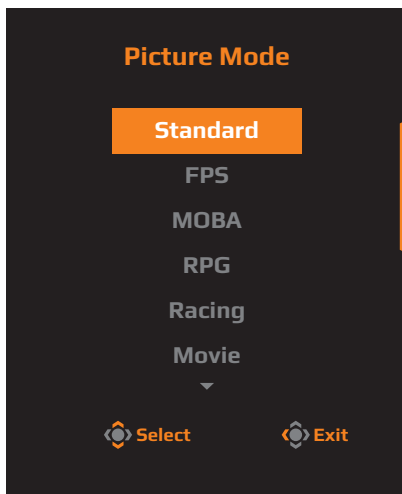 Picture Mode
Standard
FPS
MOBA
RPG
Racing
Movie
Select Exit